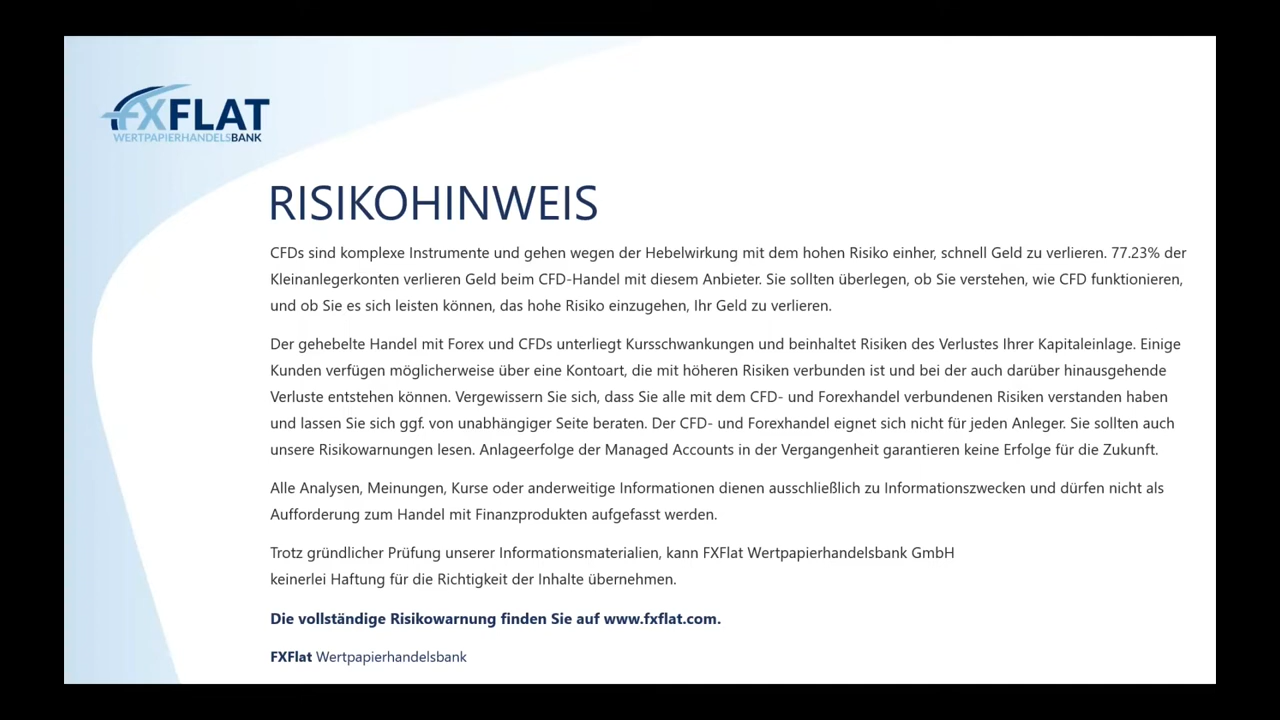 FXFLAT
WERTPAPIERHANDELSBANK
RISIKOHINWEIS
CFDs sind komplexe Instrumente und gehen wegen der Hebelwirkung mit dem hohen Risiko einher, schnell Geld zu verlieren. 77.23% der
Kleinanlegerkonten verlieren Geld beim CFD-Handel mit diesem Anbieter. Sie sollten überlegen, ob Sie verstehen, wie CFD funktionieren,
und ob Sie es sich leisten können, das hohe Risiko einzugehen, Ihr Geld zu verlieren.
Der gehebelte Handel mit Forex und CFDs unterliegt Kursschwankungen und beinhaltet Risiken des Verlustes Ihrer Kapitaleinlage. Einige
Kunden verfügen möglicherweise über eine Kontoart, die mit höheren Risiken verbunden ist und bei der auch darüber hinausgehende
Verluste entstehen können. Vergewissern Sie sich, dass Sie alle mit dem CFD- und Forexhandel verbundenen Risiken verstanden haben
und lassen Sie sich ggf. von unabhängiger Seite beraten. Der CFD- und Forexhandel eignet sich nicht für jeden Anleger. Sie sollten auch
unsere Risikowarnungen lesen. Anlageerfolge der Managed Accounts in der Vergangenheit garantieren keine Erfolge für die Zukunft.
Alle Analysen, Meinungen, Kurse oder anderweitige Informationen dienen ausschließlich zu Informationszwecken und dürfen nicht als
Aufforderung zum Handel mit Finanzprodukten aufgefasst werden.
Trotz gründlicher Prüfung unserer Informationsmaterialien, kann FXFlat Wertpapierhandelsbank GmbH
keinerlei Haftung für die Richtigkeit der Inhalte übernehmen.
Die vollständige Risikowarnung finden Sie auf www.fxflat.com.
FXFlat Wertpapierhandelsbank